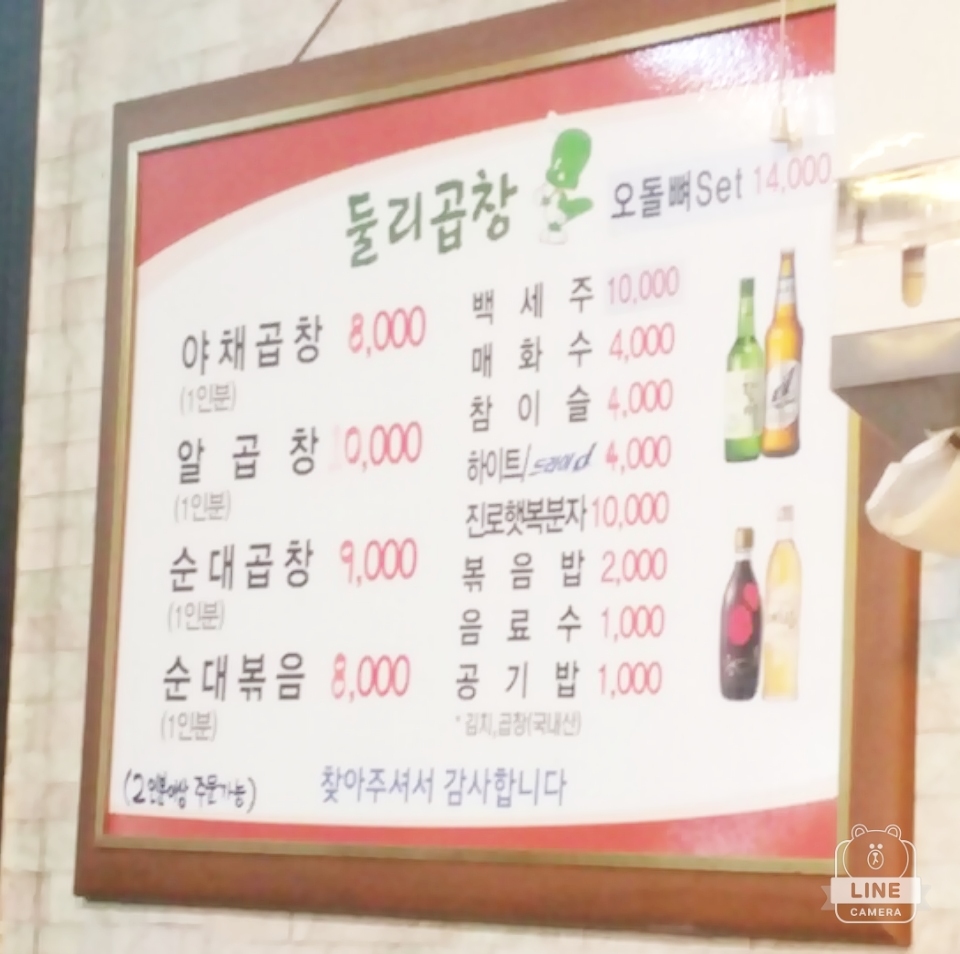 둘리곱창
오돌뼈Set 14,000
야채곱창 8,000
(1인분)
알곱창 10,000
(1인분)
순대곱창 9,000
(1인분)
순대볶음 8,000
(1인분)
(2인분이상 주문가능)
백세주 10,000
매화수 4,000
참이슬 4,000
하이트/드라이d 4,000
진로햇복분자 10,000
볶음밥 2,000
음료수 1,000
공기밥 1,000
* 김치,곱창(국내산)
찾아주셔서 감사합니다
d
LINE
CAMERA